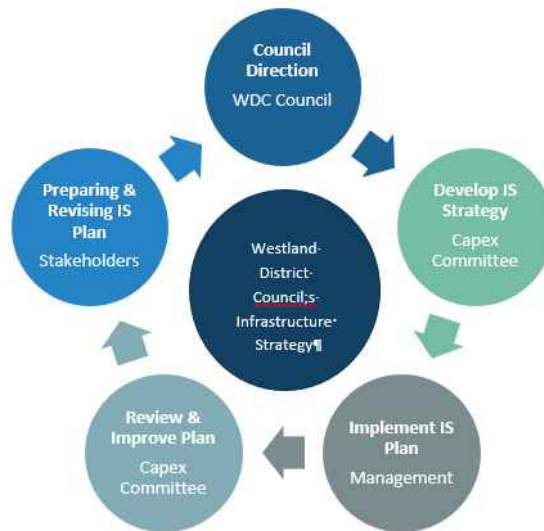 Council
Direction
WDC Council
Develop IS
Strategy
Capex
Committee
Implement IS
Plan
Management
Review &
Improve Plan
Capex
Committee
Preparing &
Revising IS
Plan
Stakeholders
Westland·
District·
Council;s·
Infrastructure·
Strategy¶